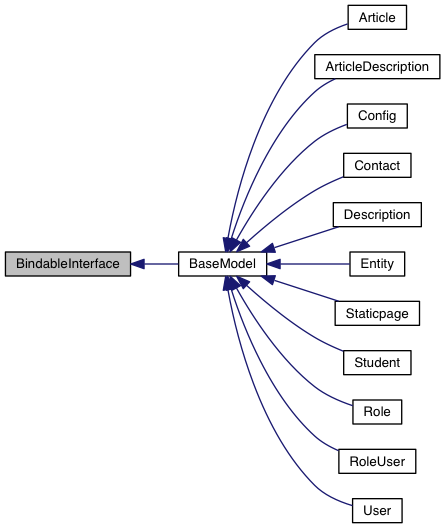 Article
ArticleDescription
Config
Contact
Description
BindableInterface
BaseModel
Entity
Staticpage
Student
Role
RoleUser
User